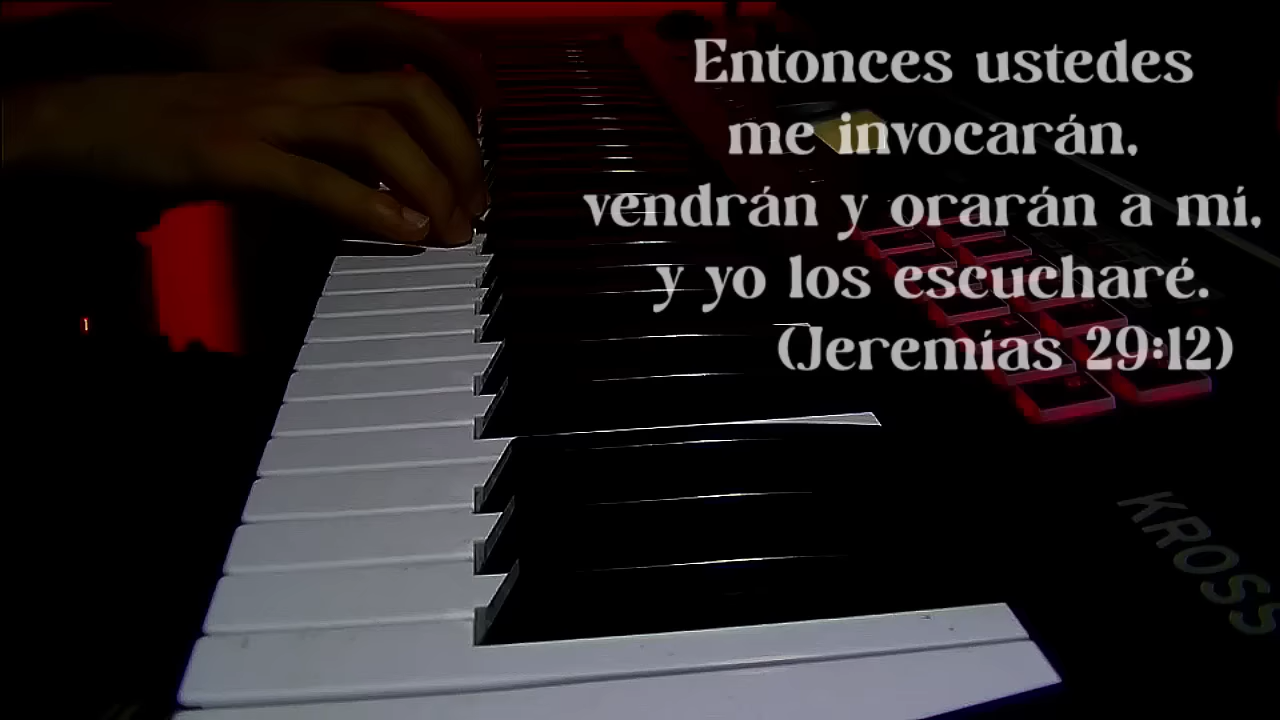 Entonces ustedes
me invocarán,
vendrán y orarán a mí,
y yo los escucharé.
(Jeremías 29:12)
KROSS